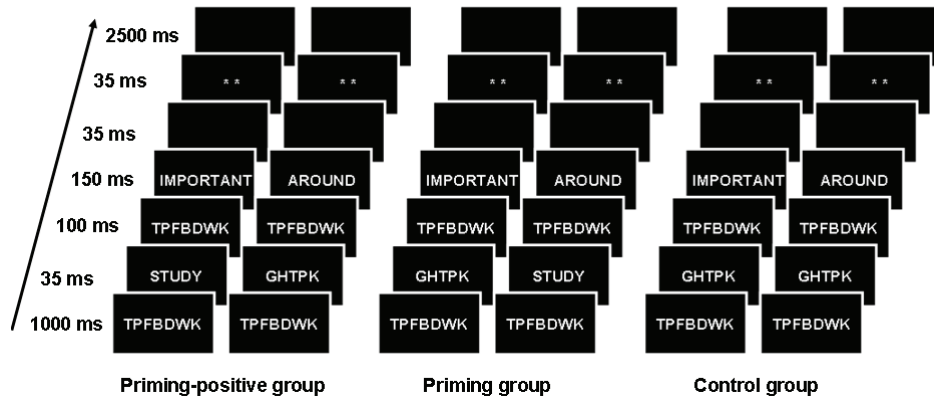 2500 ms
35 ms * * * * * * * * * * * *
35 ms
150 ms IMPORTANT AROUND IMPORTANT AROUND IMPORTANT AROUND
100 ms TPFBDWK TPFBDWK TPFBDWK TPFBDWK TPFBDWK TPFBDWK
35 ms STUDY GHTPK GHTPK STUDY GHTPK GHTPK
1000 ms TPFBDWK TPFBDWK TPFBDWK TPFBDWK TPFBDWK TPFBDWK
Priming-positive group Priming group Control group